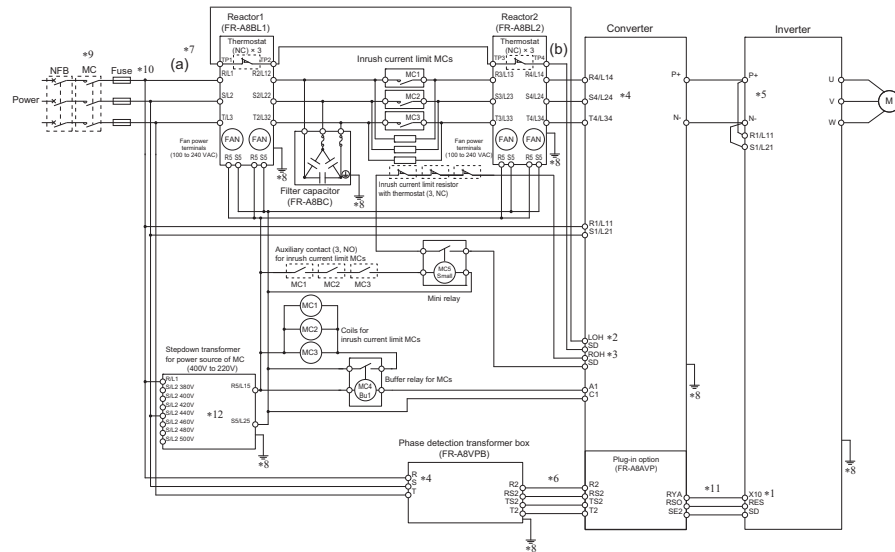 Reactor1
(FR-A8BL1)
Reactor2
(FR-A8BL2)
Converter
Inverter
*7
Thermostat
(NC) × 3
TP1
TP2
Inrush current limit MCs
Thermostat
(NC) × 3
(b)
TP3
TP4
*9
NFB
MC
Fuse
*10
(a)
R/L1
R2/L12
MC1
R3/L13
R4/L14
R4/L14
P+
P+
U
Power
S/L2
S2/L22
MC2
S3/L23
S4/L24
S4/L24
*4
*5
V
M
T/L3
T2/L32
MC3
T3/L33
T4/L34
T4/L34
N-
N-
W
R1/L11
S1/L21
Fan power
terminals
(100 to 240 VAC)
FAN
FAN
R5 S5
R5 S5
*8
Filter capacitor
(FR-A8BC)
*8
Fan power
terminals
(100 to 240 VAC)
FAN
FAN
R5 S5
R5 S5
*8
Inrush current limit resistor
with thermostat (3, NC)
R1/L11
S1/L21
Auxiliary contact (3, NO)
for inrush current limit MCs
MC1
MC2
MC3
MC5
Small
Mini relay
MC1
MC2
MC3
Coils for
inrush current limit MCs
LOH *2
SD
ROH *3
SD
Stepdown transformer
for power source of MC
(400V to 220V)
R/L1
S/L2 380V
S/L2 400V
S/L2 420V
S/L2 440V
S/L2 460V
S/L2 480V
S/L2 500V
*12
R5/L15
S5/L25
*8
MC4
Bu1
Buffer relay for MCs
A1
C1
*8
*8
Phase detection transformer box
(FR-A8VPB)
R
S
T
*4
R2
RS2
TS2
T2
*8
*6
Plug-in option
(FR-A8AVP)
R2
RS2
TS2
T2
RYA
RSO
SE2
*11
X10
RES
SD
*1